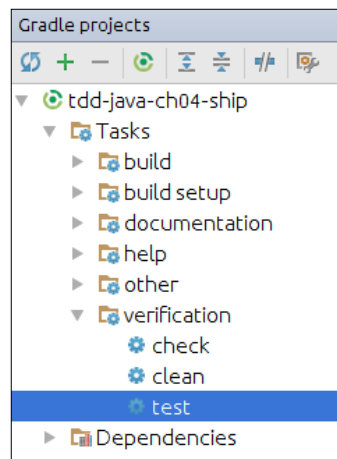 Gradle projects
tdd-java-ch04-ship
Tasks
build
build setup
documentation
help
other
verification
check
clean
test
Dependencies